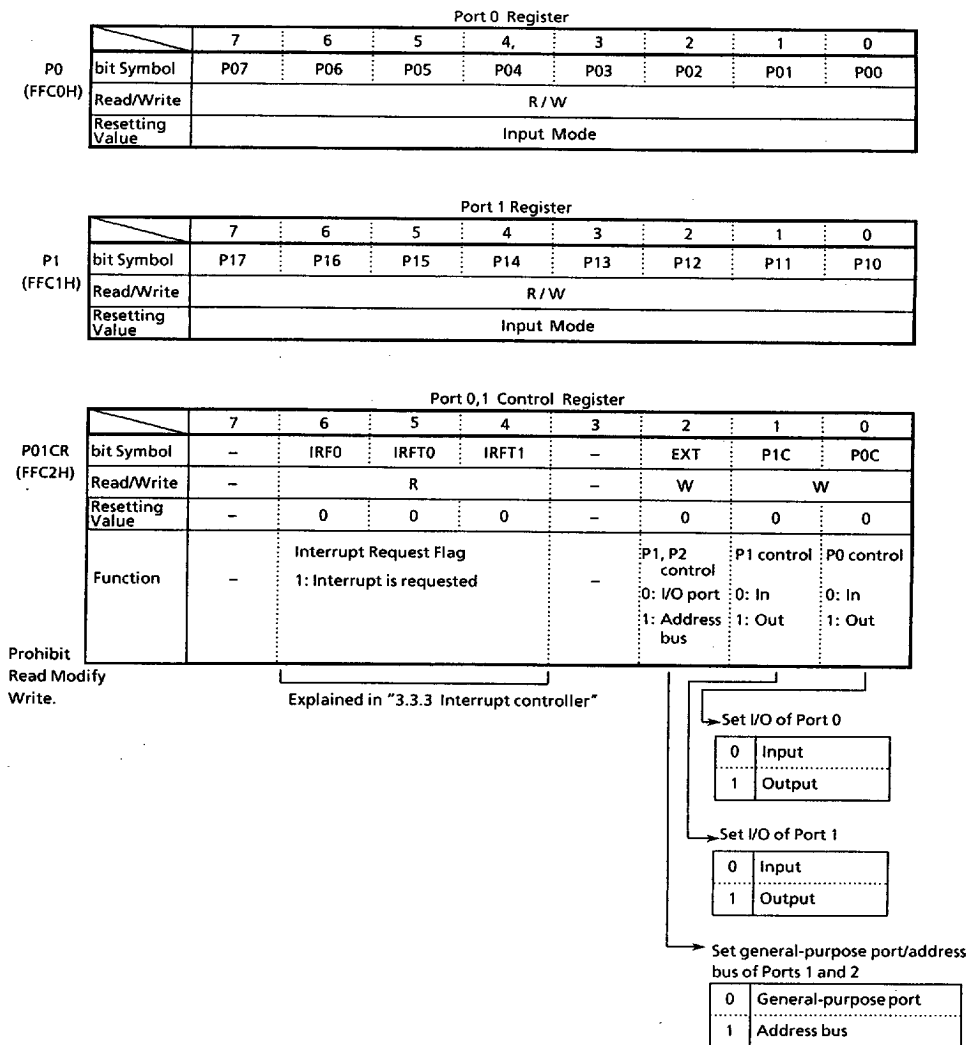 Port 0 Register
7 6 5 4, 3 2 1 0
P0
(FFC0H)
bit Symbol P07 P06 P05 P04 P03 P02 P01 P00
Read/Write R / W
Resetting
Value Input Mode
Port 1 Register
7 6 5 4 3 2 1 0
P1
(FFC1H)
bit Symbol P17 P16 P15 P14 P13 P12 P11 P10
Read/Write R / W
Resetting
Value Input Mode
Port 0,1 Control Register
7 6 5 4 3 2 1 0
P01CR
(FFC2H)
bit Symbol – IRF0 IRFT0 IRFT1 – EXT P1C P0C
Read/Write – R – W W
Resetting
Value – 0 0 0 – 0 0 0
Function – Interrupt Request Flag
1: Interrupt is requested
–
P1, P2
control
0: I/O port
1: Address
bus
P1 control
0: In
1: Out
P0 control
0: In
1: Out
Prohibit
Read Modify
Write.
Explained in "3.3.3 Interrupt controller"
Set I/O of Port 0
0 Input
1 Output
Set I/O of Port 1
0 Input
1 Output
Set general-purpose port/address
bus of Ports 1 and 2
0 General-purpose port
1 Address bus